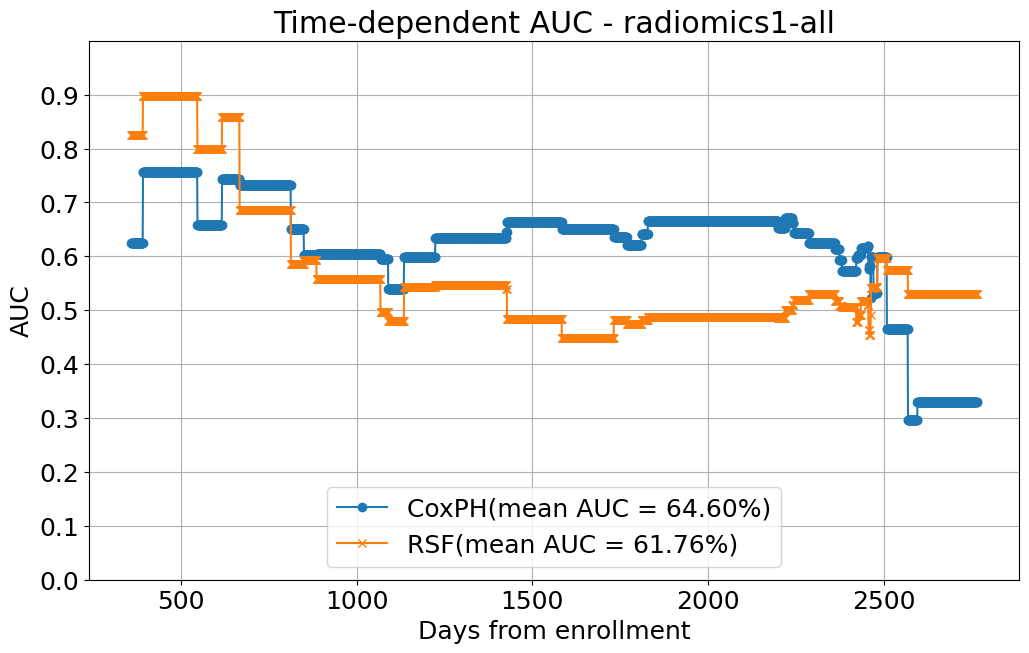 Time-dependent AUC - radiomics1-all
AUC
0.9
0.8
0.7
0.6
0.5
0.4
0.3
0.2
0.1
0.0
CoxPH(mean AUC = 64.60%)
RSF(mean AUC = 61.76%)
500 1000 1500 2000 2500
Days from enrollment